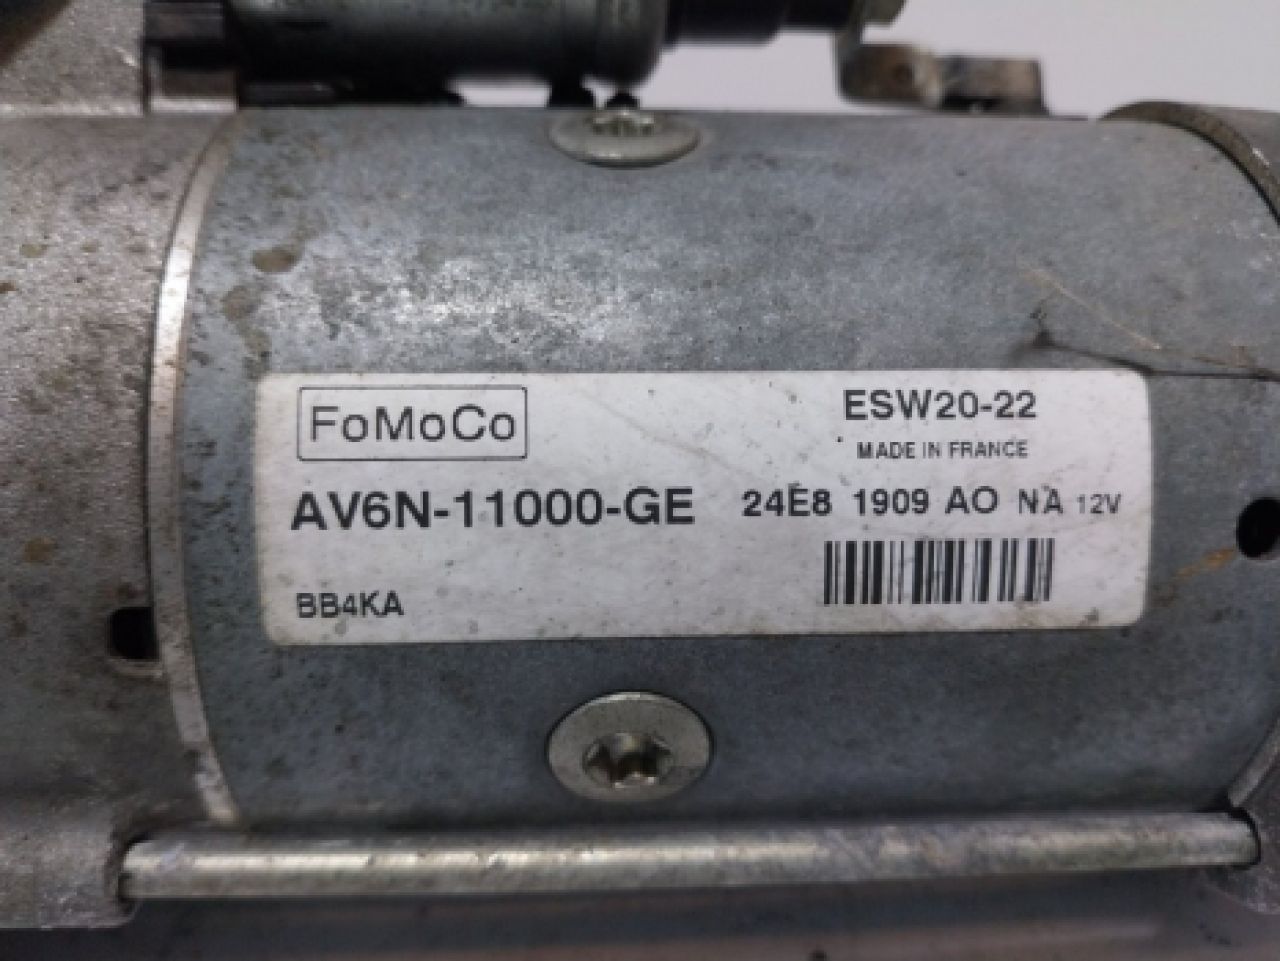 FoMoCo
ESW20-22
MADE IN FRANCE
AV6N-11000-GE
24E8 1909 AO NA 12V
BB4KA